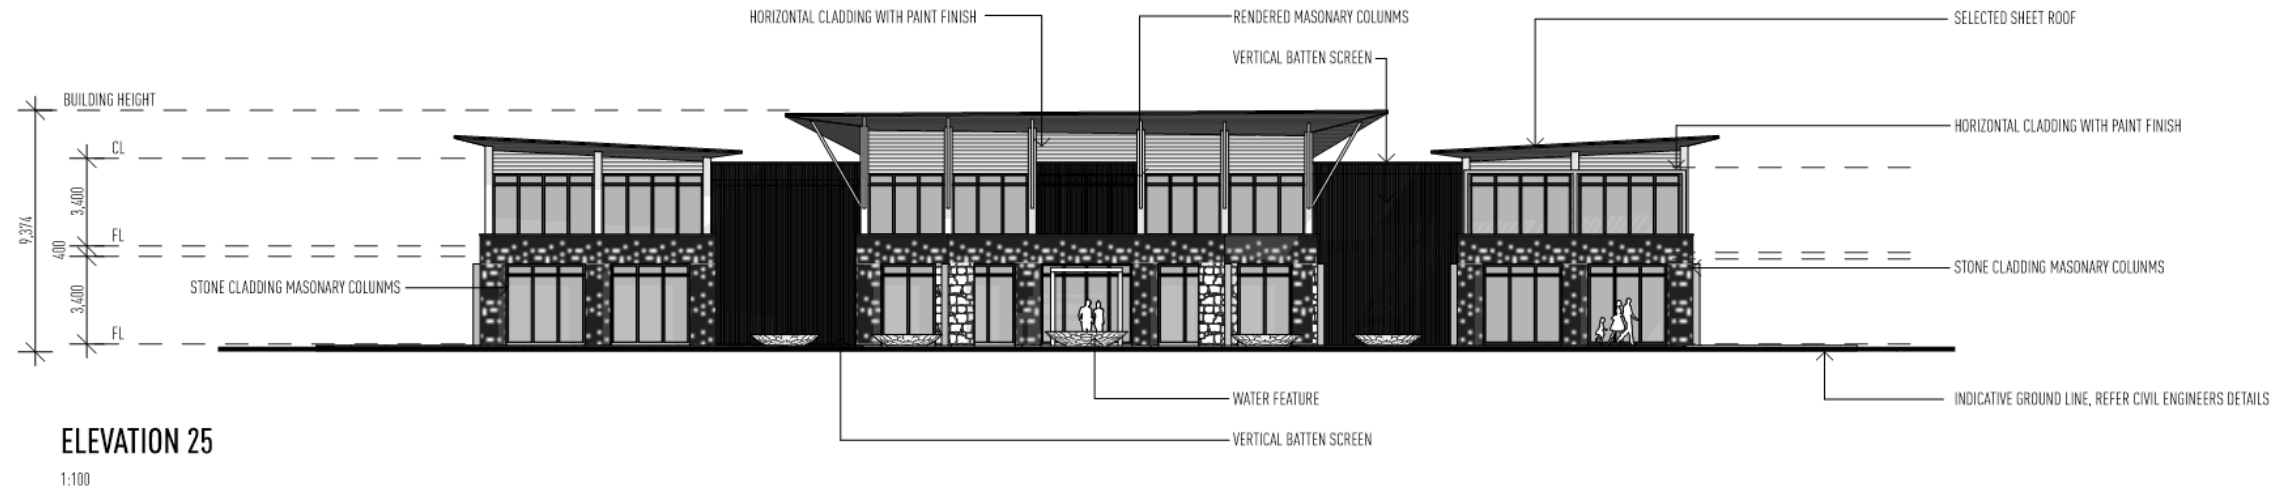 HORIZONTAL CLADDING WITH PAINT FINISH
RENDERED MASONARY COLUNMS
SELECTED SHEET ROOF
VERTICAL BATTEN SCREEN
BUILDING HEIGHT
HORIZONTAL CLADDING WITH PAINT FINISH
CL
3,400
9,374
FL
400
STONE CLADDING MASONARY COLUNMS
STONE CLADDING MASONARY COLUNMS
3,400
FL
WATER FEATURE
INDICATIVE GROUND LINE, REFER CIVIL ENGINEERS DETAILS
VERTICAL BATTEN SCREEN
ELEVATION 25
1:100